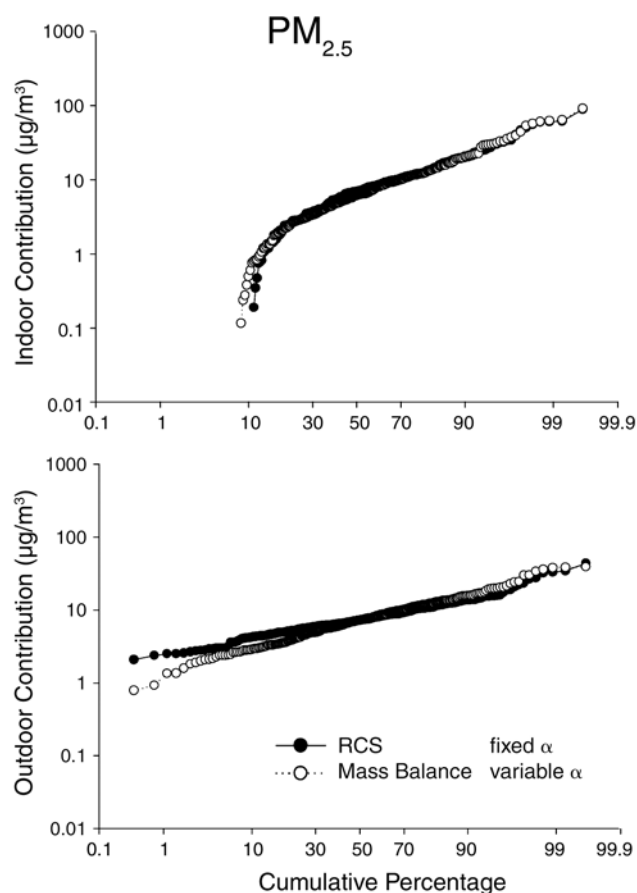 PM2.5
Indoor Contribution (µg/m³)
1000
100
10
1
0.1
0.01
0.1 1 10 30 50 70 90 99 99.9
Outdoor Contribution (µg/m³)
1000
100
10
1
0.1
0.01
RCS fixed α
Mass Balance variable α
0.1 1 10 30 50 70 90 99 99.9
Cumulative Percentage